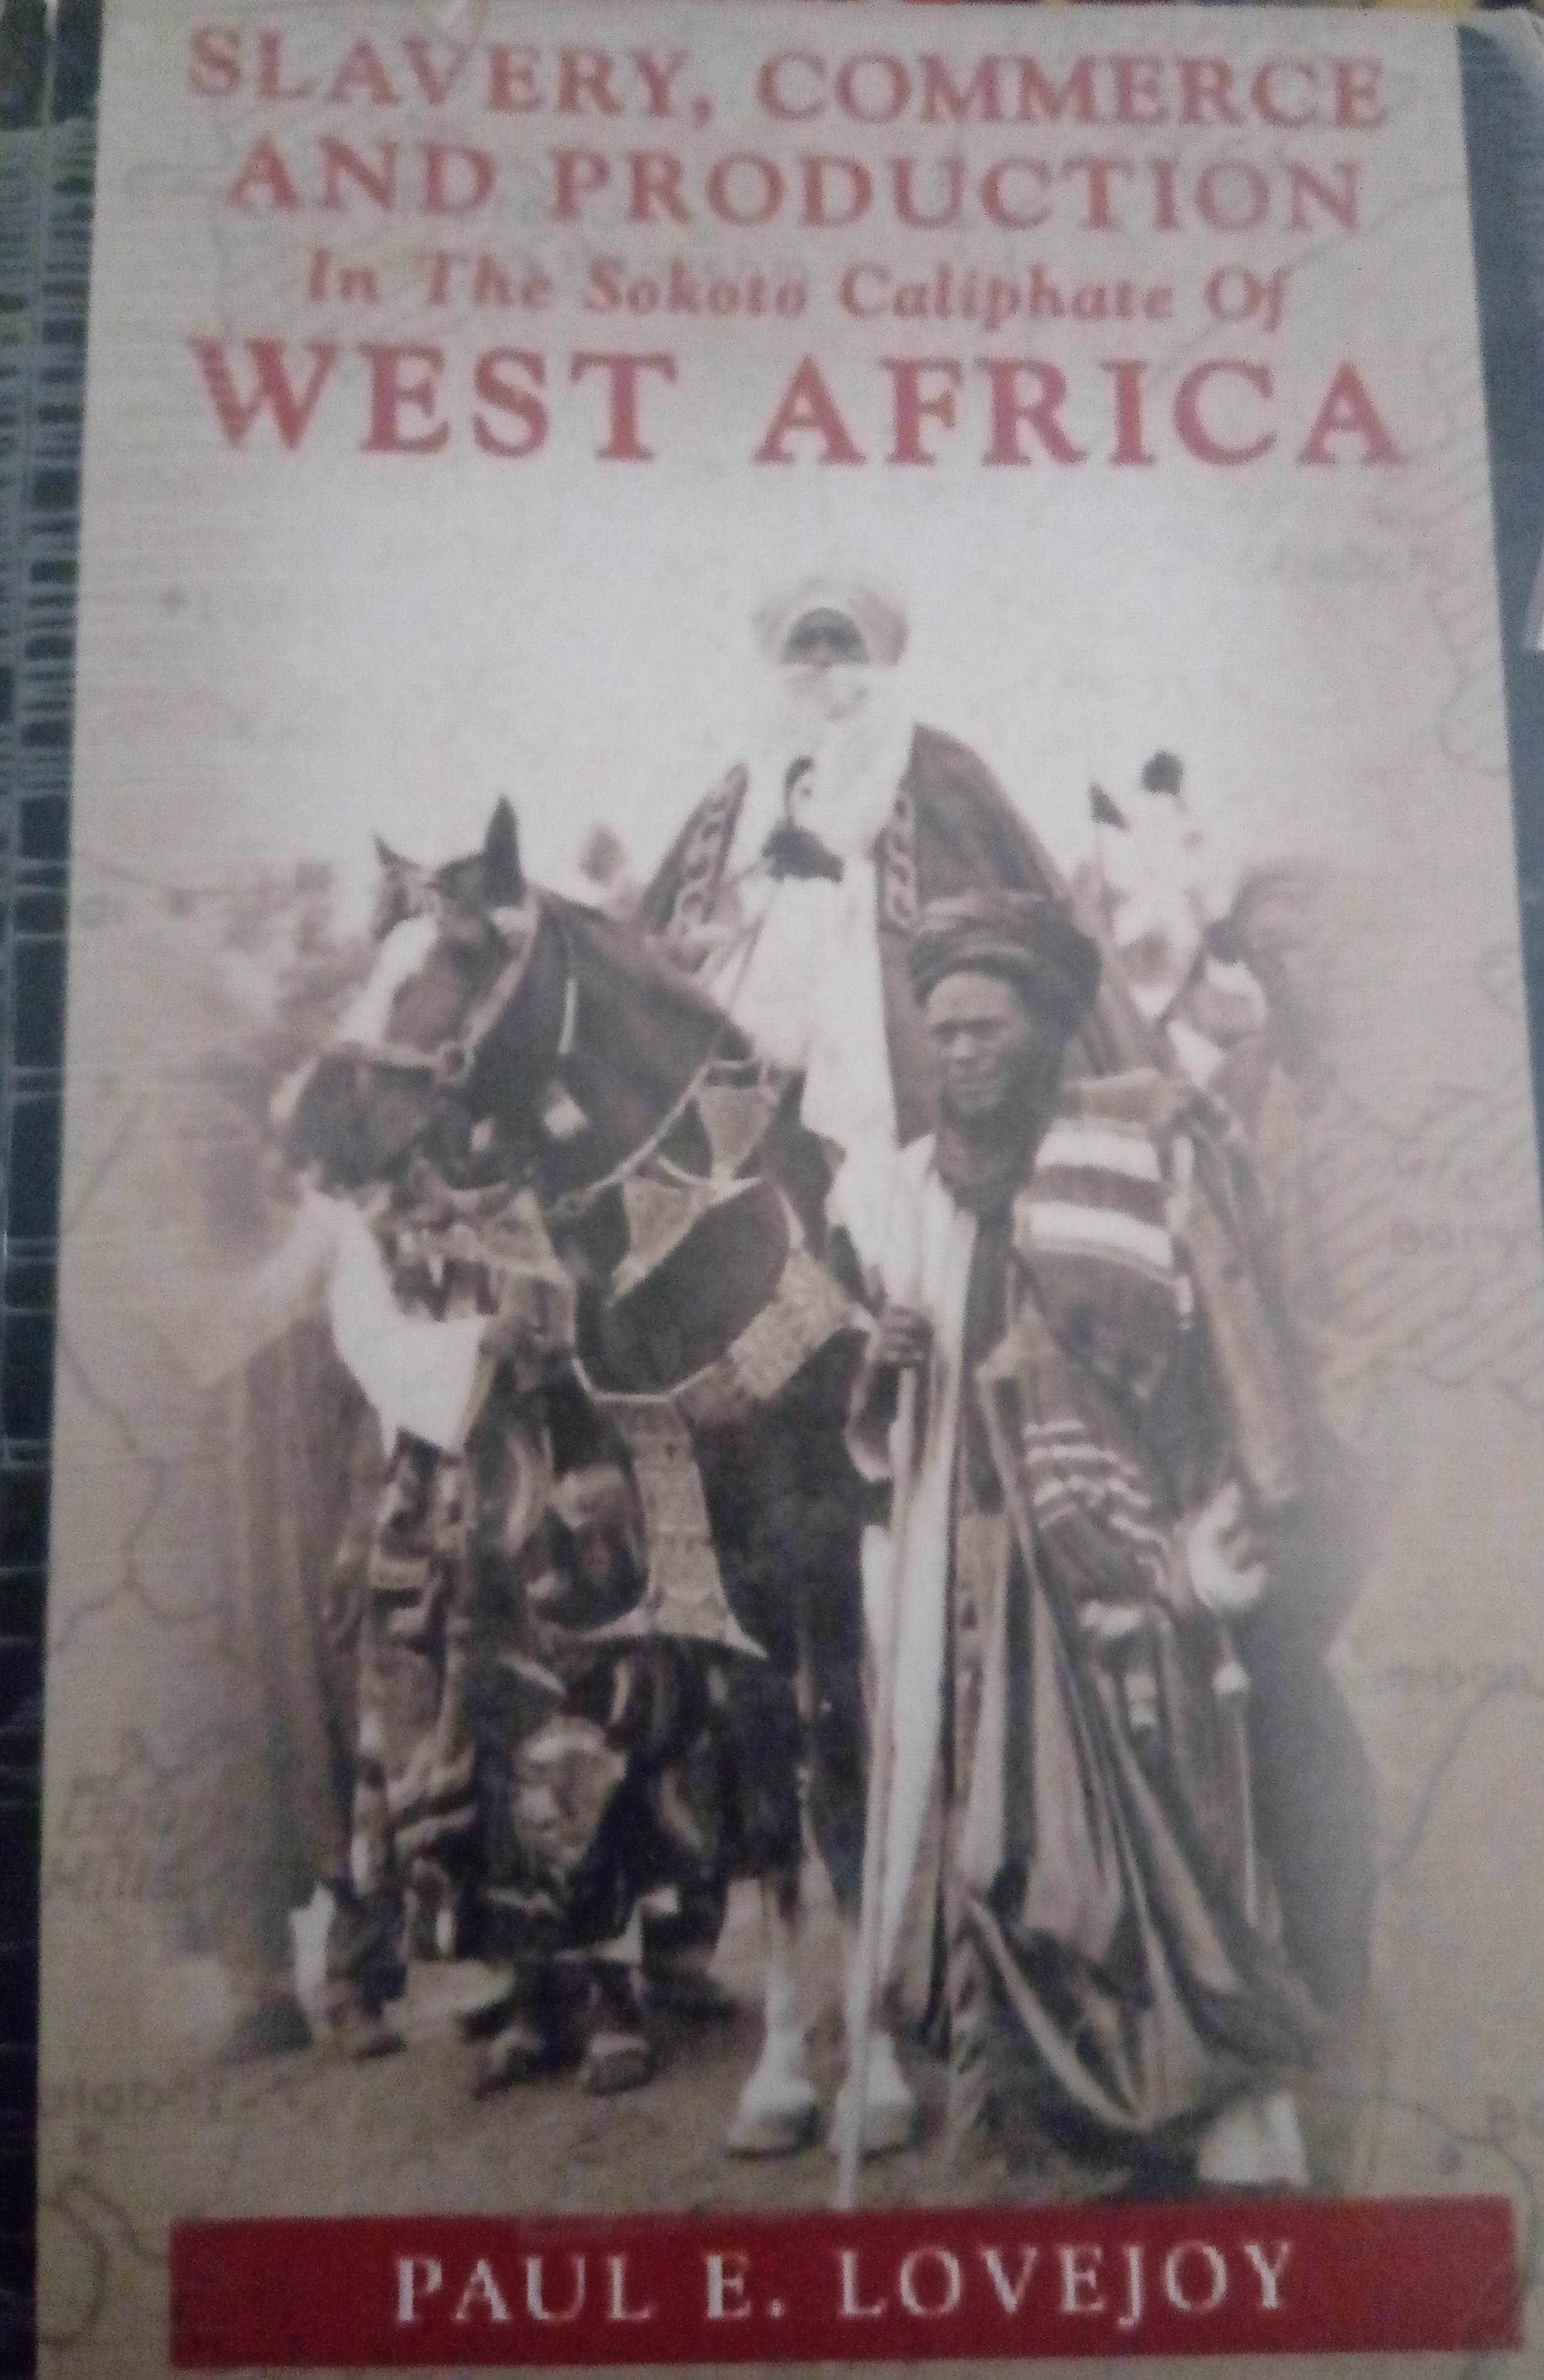 SLAVERY, COMMERCE
AND PRODUCTION
In The Sokoto Caliphate Of
WEST AFRICA
PAUL E. LOVEJOY